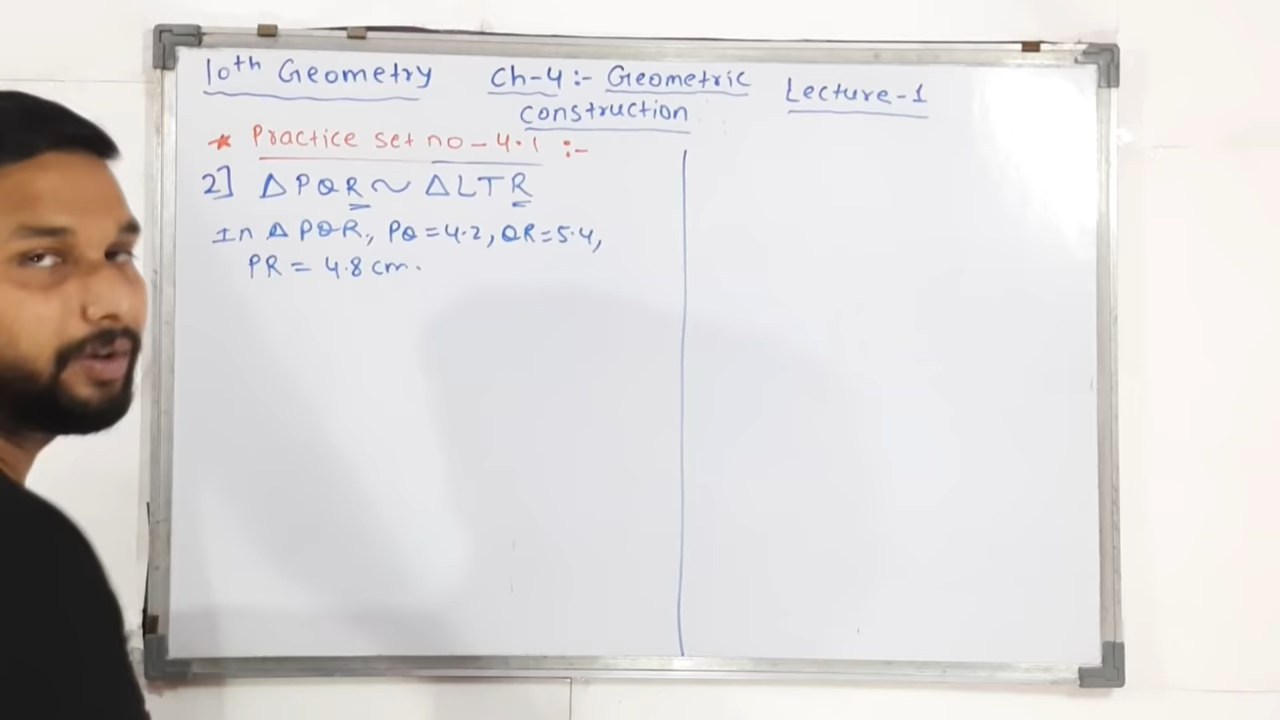 10th Geometry Ch-4:- Geometric construction Lecture-1
* Practice set no-4.1 :-
2] ΔPQR ~ ΔLTR
In ΔPQR, PQ=4.2, QR=5.4,
PR = 4.8 cm.